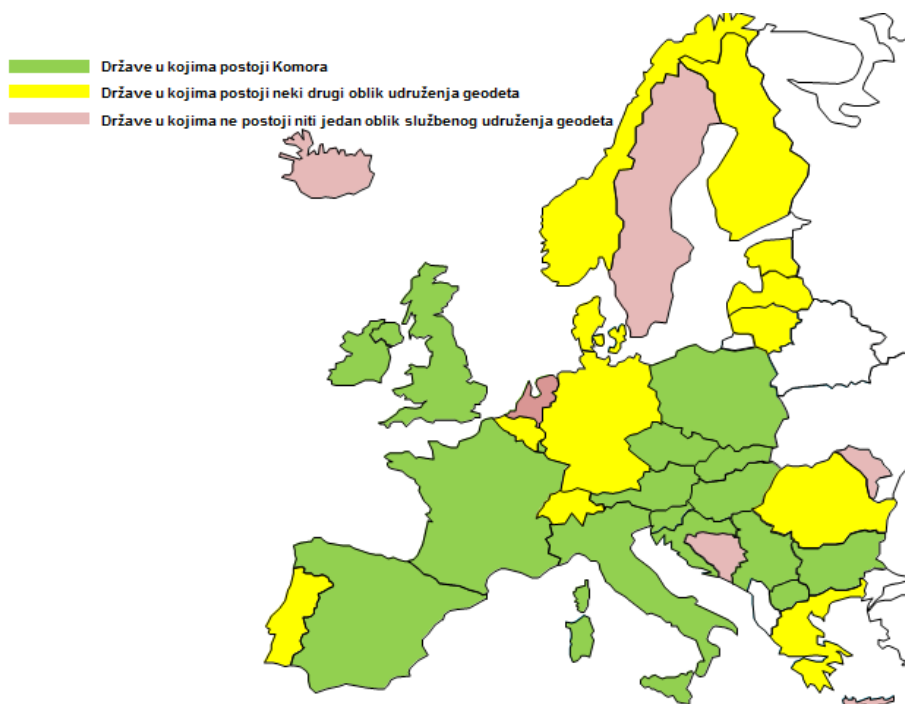 Države u kojima postoji Komora
Države u kojima postoji neki drugi oblik udruženja geodeta
Države u kojima ne postoji niti jedan oblik službenog udruženja geodeta